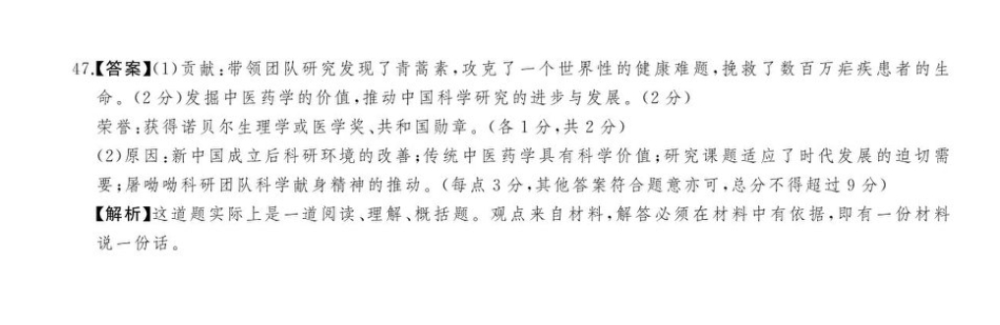 47.【答案】(1)贡献:带领团队研究发现了青蒿素,攻克了一个世界性的健康难题,挽救了数百万疟疾患者的生
命。(2分)发掘中医药学的价值,推动中国科学研究的进步与发展。(2分)
荣誉:获得诺贝尔生理学或医学奖、共和国勋章。(各1分,共2分)
(2)原因:新中国成立后科研环境的改善;传统中医药学具有科学价值;研究课题适应了时代发展的迫切需
要;屠呦呦科研团队科学献身精神的推动。(每点3分,其他答案符合题意亦可,总分不得超过9分)
【解析】这道题实际上是一道阅读、理解、概括题。观点来自材料,解答必须在材料中有依据,即有一份材料
说一份话。